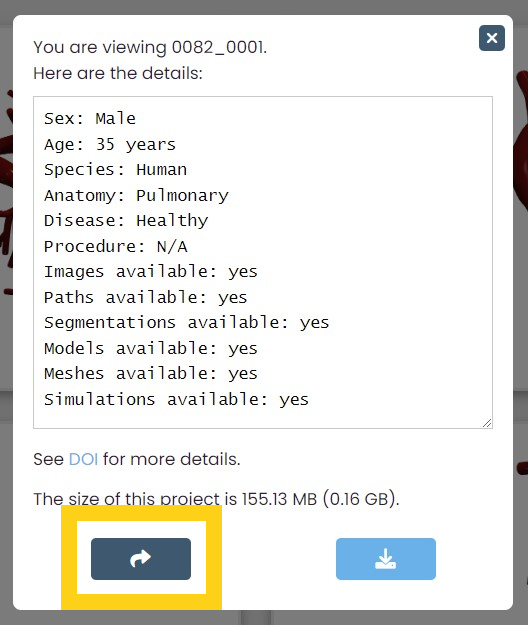 You are viewing 0082_0001.
Here are the details:
Sex: Male
Age: 35 years
Species: Human
Anatomy: Pulmonary
Disease: Healthy
Procedure: N/A
Images available: yes
Paths available: yes
Segmentations available: yes
Models available: yes
Meshes available: yes
Simulations available: yes
See DOI for more details.
The size of this project is 155.13 MB (0.16 GB).